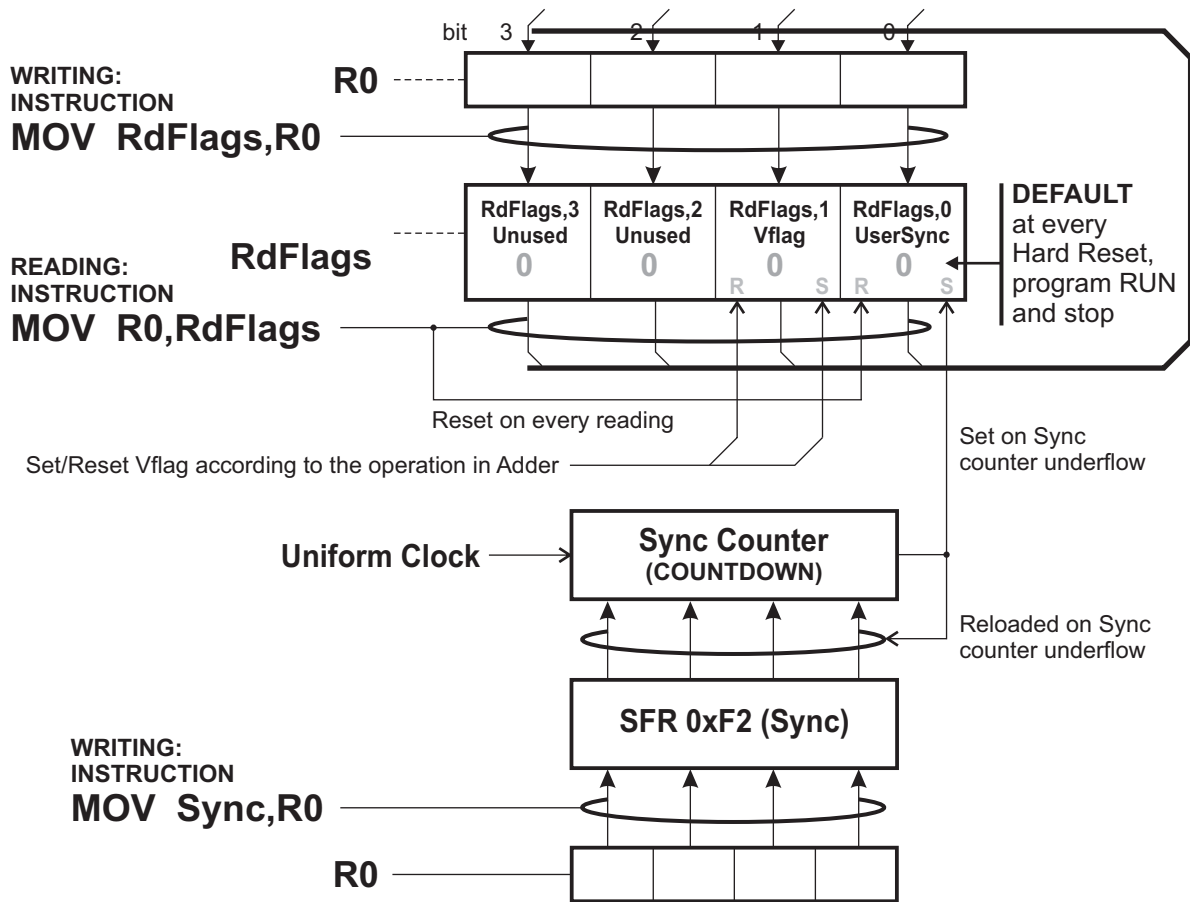 bit 3 2 1 0
WRITING:
INSTRUCTION
MOV RdFlags,R0
R0
RdFlags,3
Unused
0
RdFlags,2
Unused
0
RdFlags,1
Vflag
0
R S
RdFlags,0
UserSync
0
R S
DEFAULT
at every
Hard Reset,
program RUN
and stop
RdFlags
READING:
INSTRUCTION
MOV R0,RdFlags
Reset on every reading
Set/Reset Vflag according to the operation in Adder
Set on Sync
counter underflow
Uniform Clock
Sync Counter
(COUNTDOWN)
Reloaded on Sync
counter underflow
SFR 0xF2 (Sync)
WRITING:
INSTRUCTION
MOV Sync,R0
R0